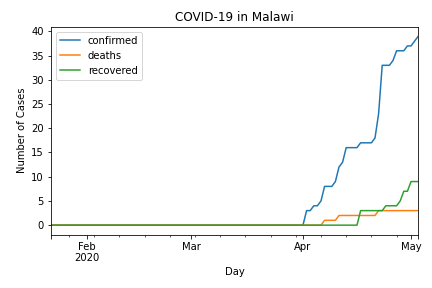 COVID-19 in Malawi
confirmed
deaths
recovered
Number of Cases
40
35
30
25
20
15
10
5
0
Feb
2020
Mar
Apr
May
Day